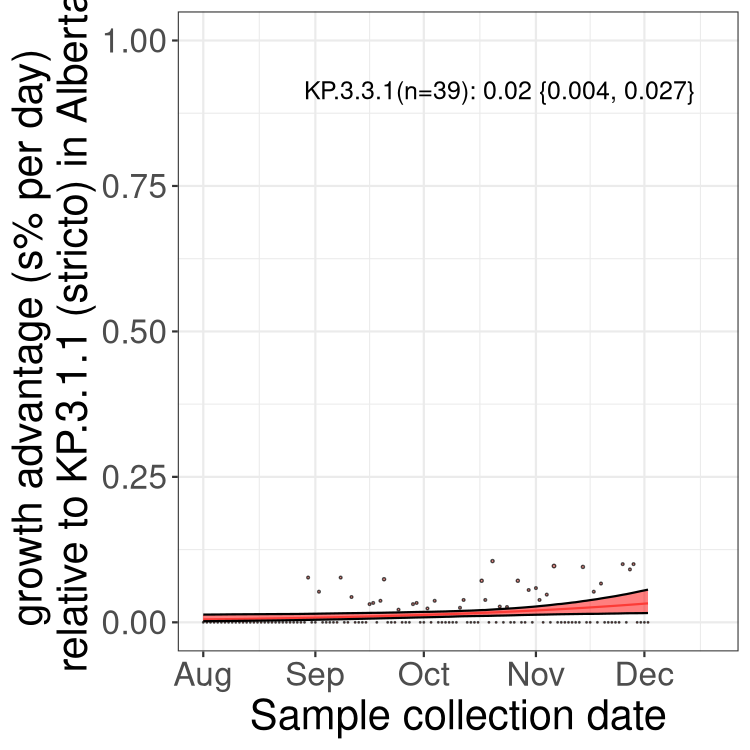 growth advantage (s% per day)
relative to KP.3.1.1 (stricto) in Alberta
1.00
0.75
0.50
0.25
0.00
KP.3.3.1(n=39): 0.02 {0.004, 0.027}
Aug Sep Oct Nov Dec
Sample collection date